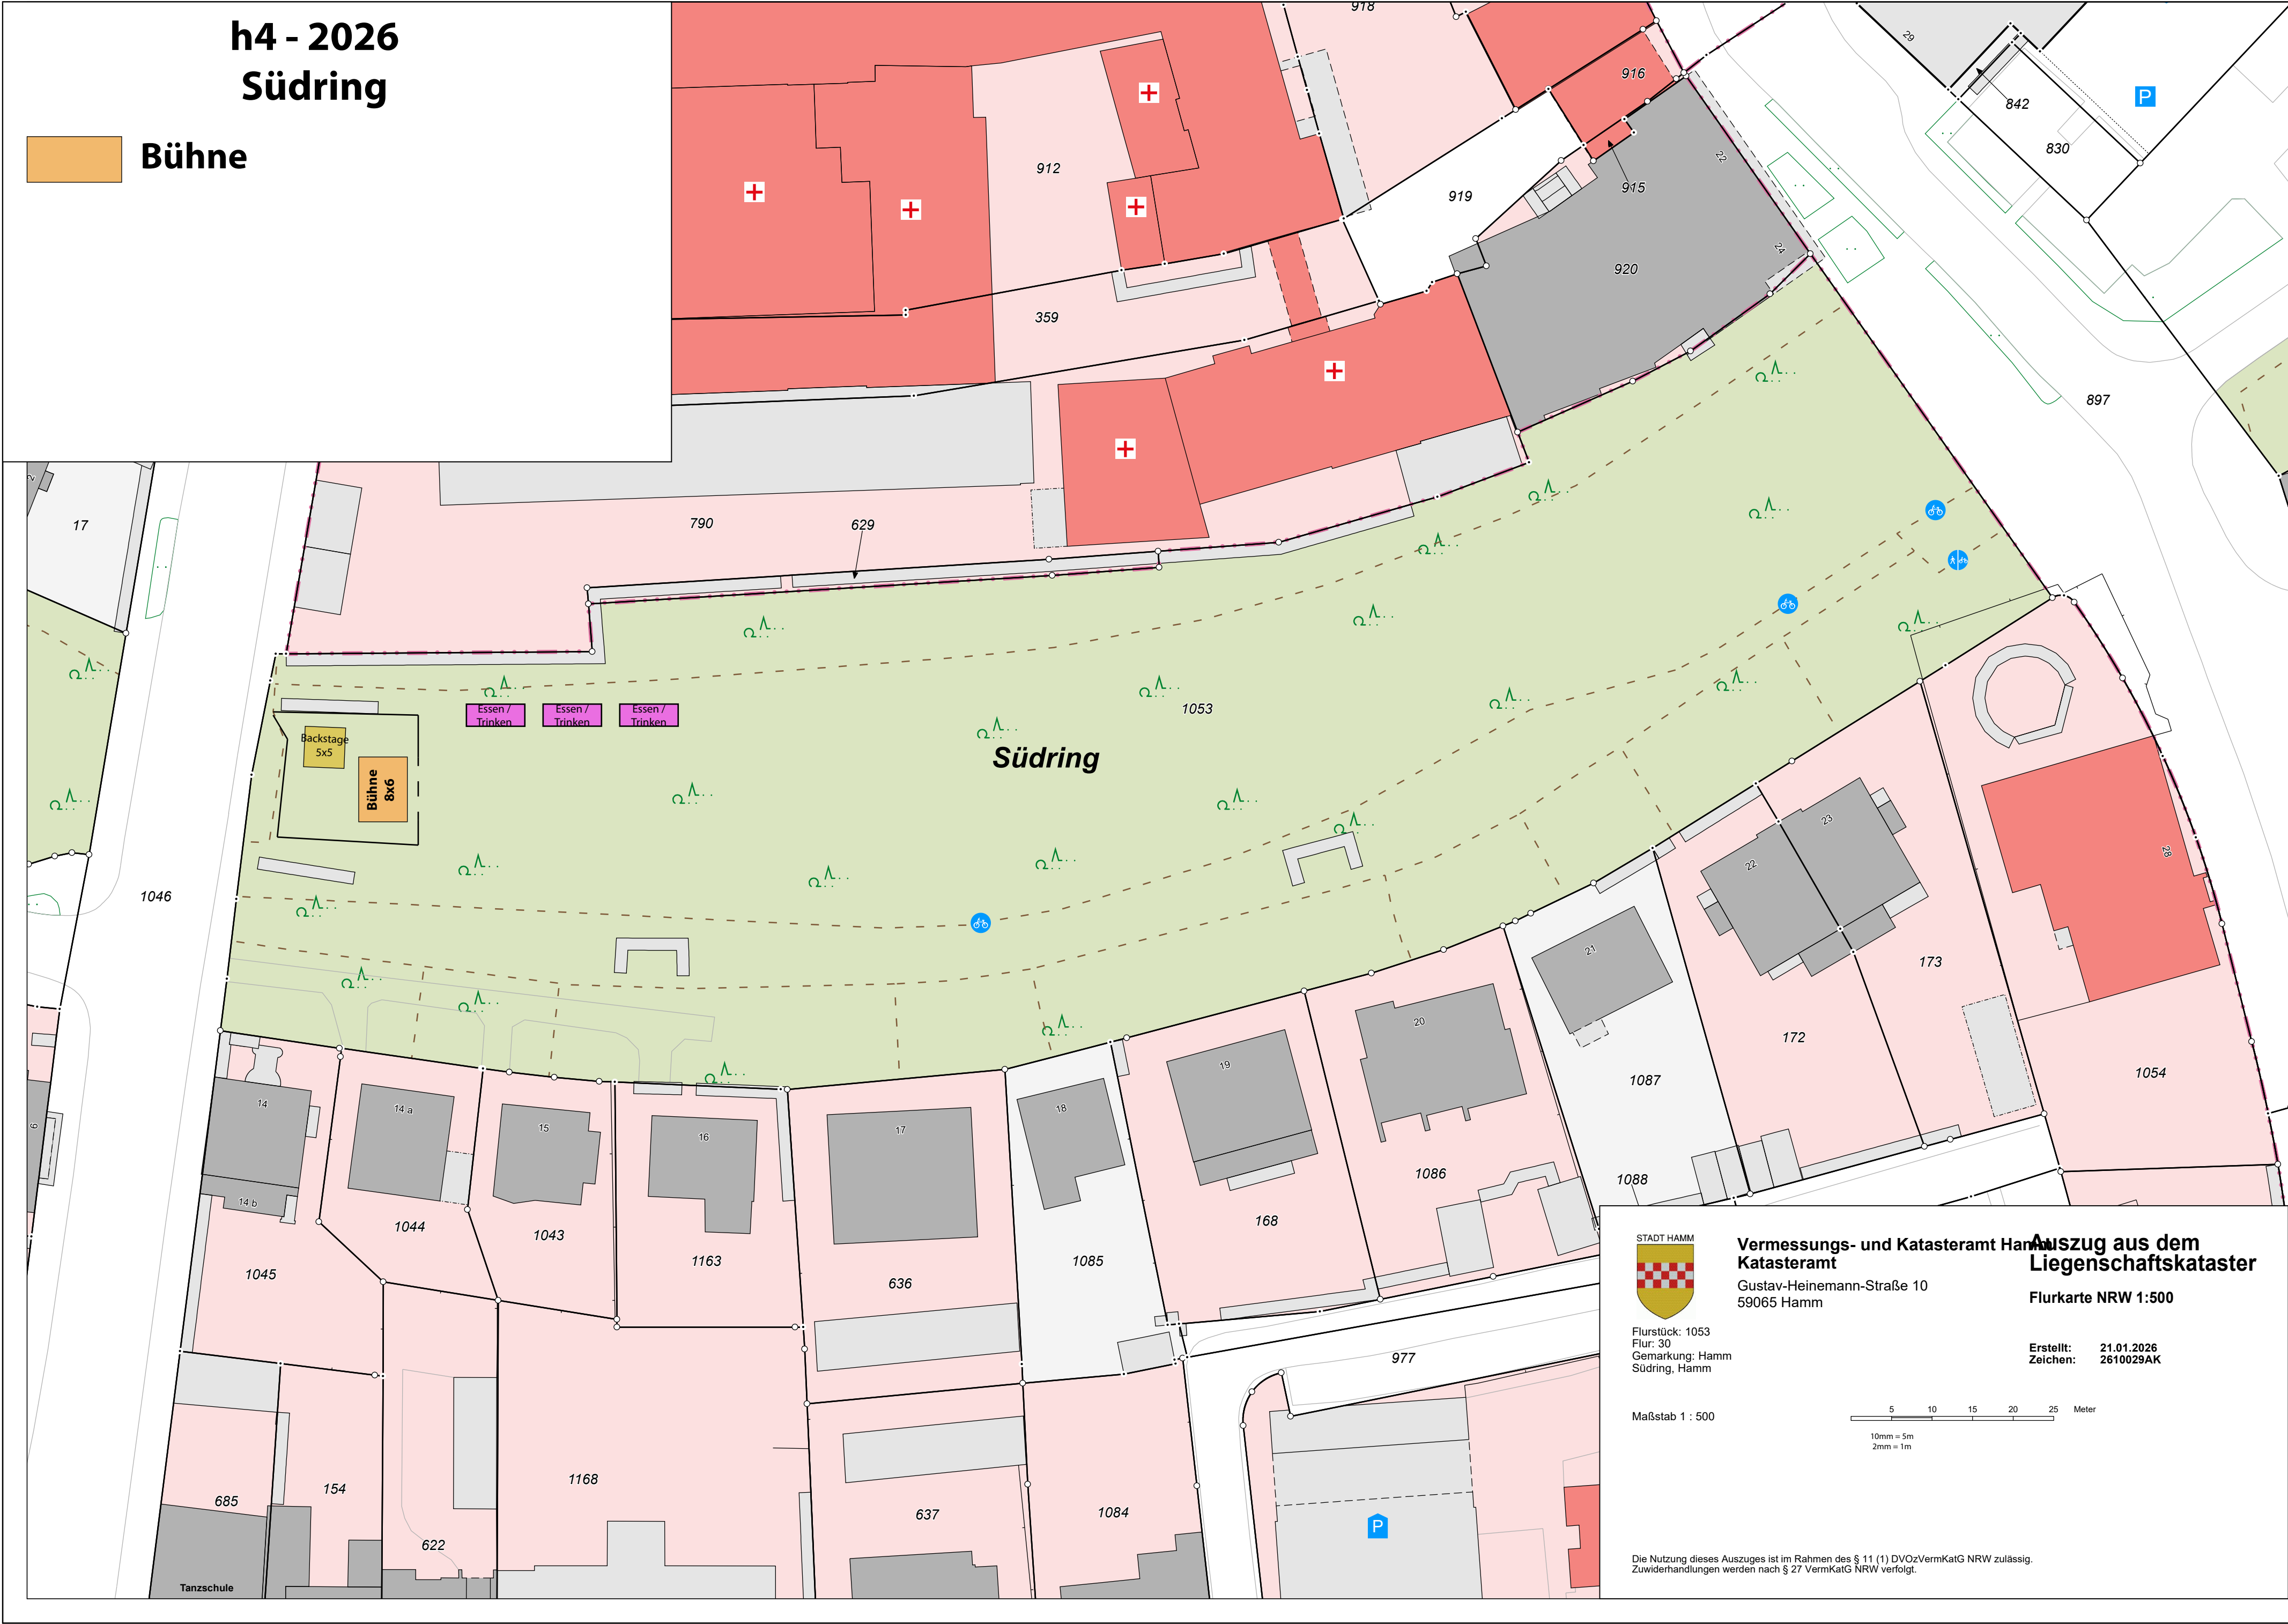 h4 - 2026
Südring
Bühne
918
916
29
842
P
830
912
22
919
915
24
920
359
897
2
17
790
629
Essen /
Trinken
Essen /
Trinken
Essen /
Trinken
1053
Südring
Backstage
5x5
Bühne
8x6
1046
23
22
28
21
173
20
172
19
1087
1054
18
14
14 a
15
16
17
6
14 b
1086
1088
168
1044
1043
1163
1085
1045
636
977
1168
154
685
637
1084
622
P
Tanzschule
STADT HAMM
Vermessungs- und Katasteramt Hamm
Katasteramt
Gustav-Heinemann-Straße 10
59065 Hamm
Auszug aus dem
Liegenschaftskataster
Flurkarte NRW 1:500
Flurstück: 1053
Flur: 30
Gemarkung: Hamm
Südring, Hamm
Erstellt: 21.01.2026
Zeichen: 2610029AK
Maßstab 1 : 500
5 10 15 20 25 Meter
10mm = 5m
2mm = 1m
Die Nutzung dieses Auszuges ist im Rahmen des § 11 (1) DVOzVermKatG NRW zulässig.
Zuwiderhandlungen werden nach § 27 VermKatG NRW verfolgt.